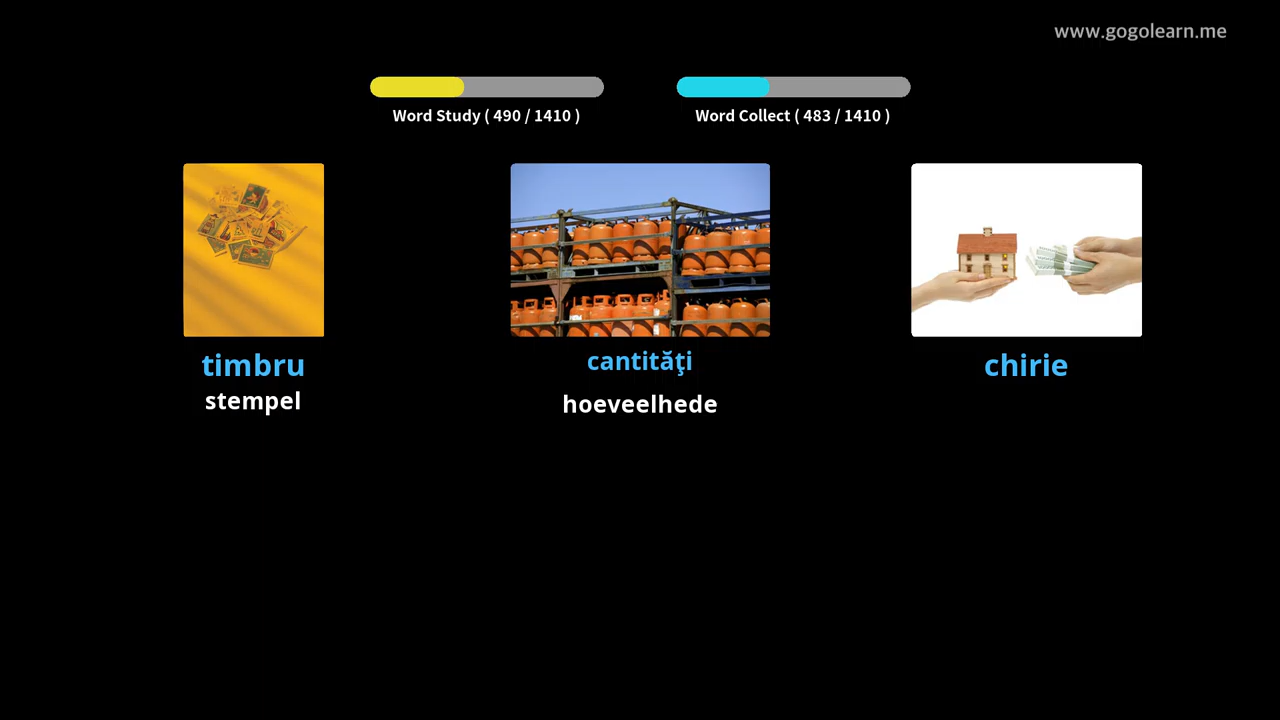 www.gogolearn.me
Word Study ( 490 / 1410 )
Word Collect ( 483 / 1410 )
timbru
stempel
cantităţi
hoeveelhede
chirie